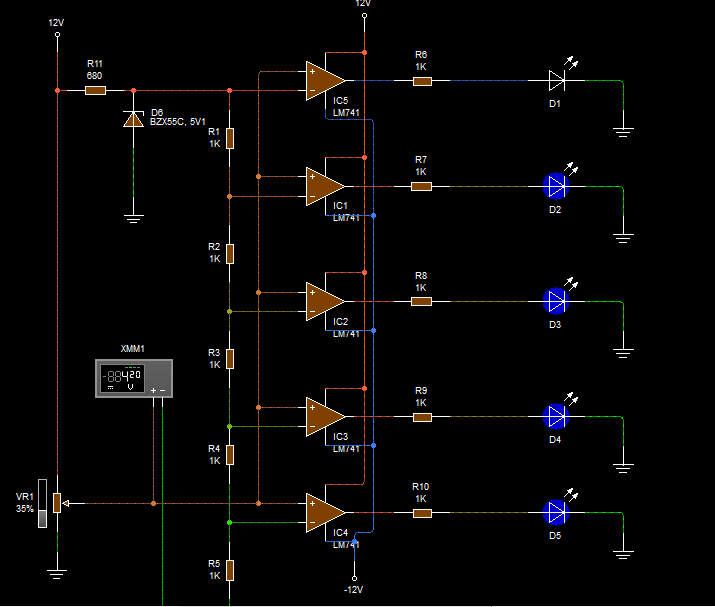 12V
12V
R11
680
R6
1K
D6
BZX55C, 5V1
IC5
LM741
D1
R1
1K
R7
1K
IC1
LM741
D2
R2
1K
R8
1K
IC2
LM741
D3
XMM1
4.20
V
+ -
R3
1K
R9
1K
IC3
LM741
D4
R4
1K
VR1
35%
R10
1K
IC4
LM741
D5
R5
1K
-12V